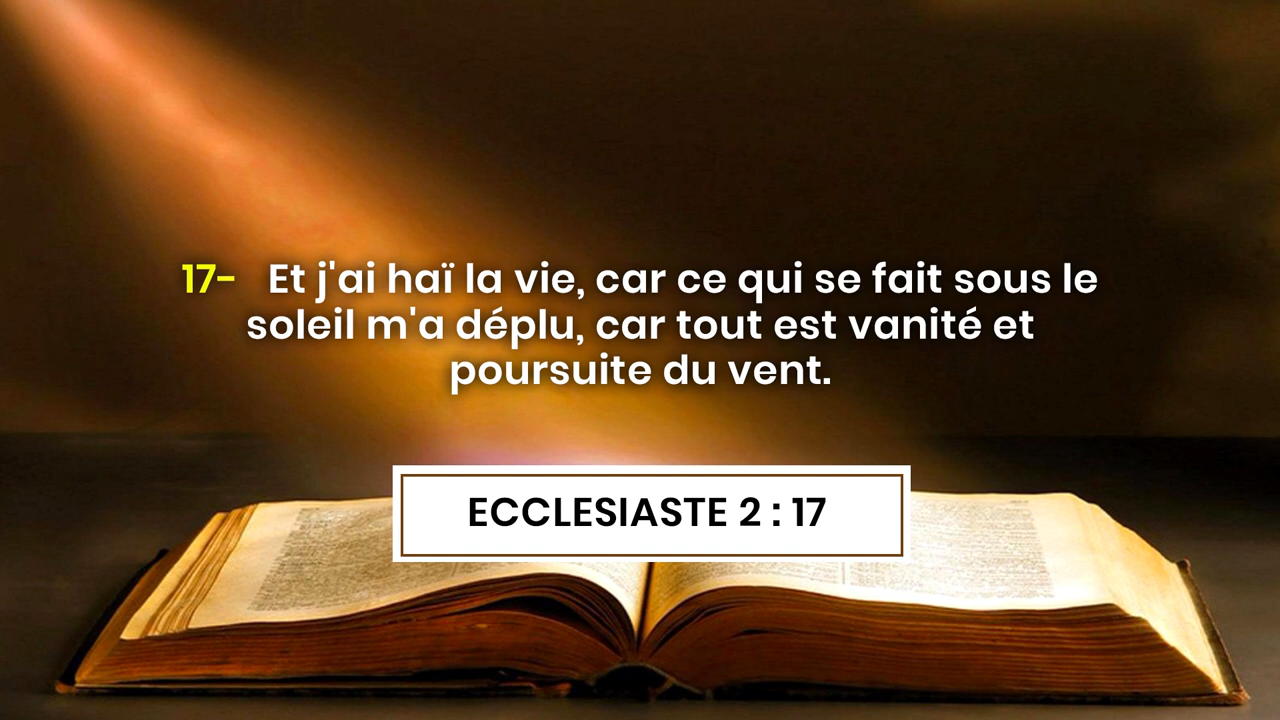 17- Et j'ai haï la vie, car ce qui se fait sous le
soleil m'a déplu, car tout est vanité et
poursuite du vent.
ECCLESIASTE 2 : 17